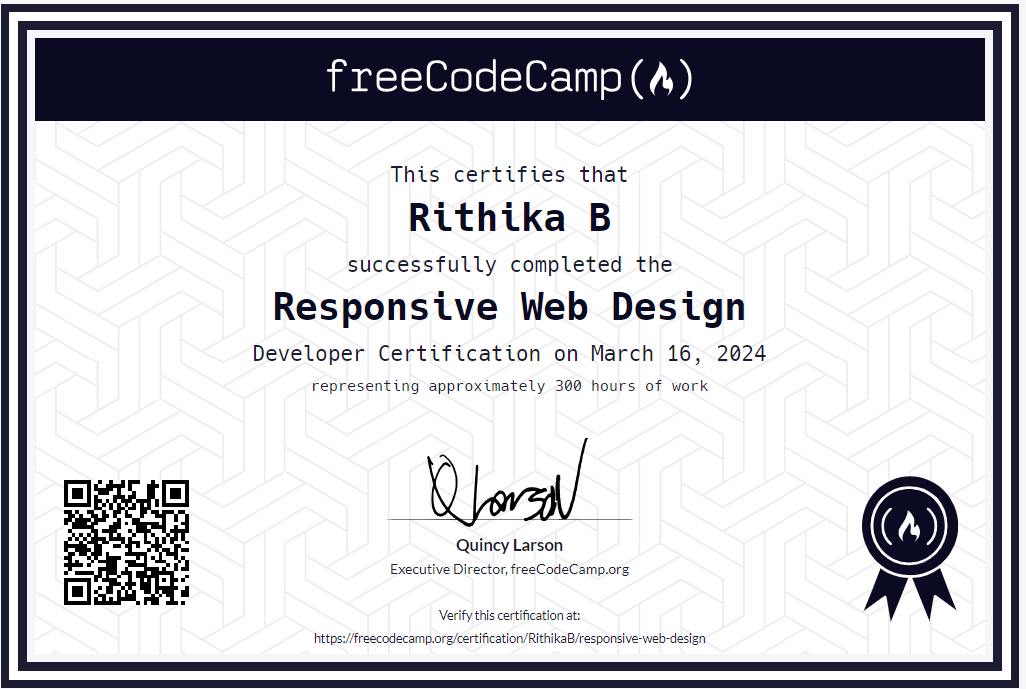 freeCodeCamp
This certifies that
Rithika B
successfully completed the
Responsive Web Design
Developer Certification on March 16, 2024
representing approximately 300 hours of work
QLarson
Quincy Larson
Executive Director, freeCodeCamp.org
Verify this certification at:
https://freecodecamp.org/certification/RithikaB/responsive-web-design